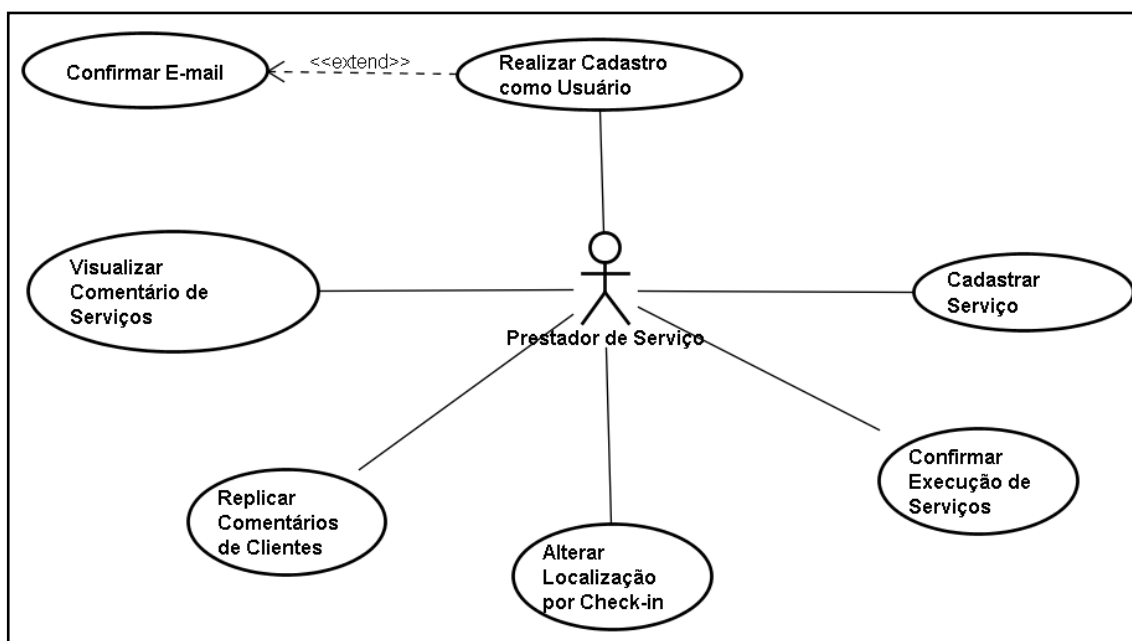 Confirmar E-mail
<<extend>>
Realizar Cadastro
como Usuário
Visualizar
Comentário de
Serviços
Prestador de Serviço
Cadastrar
Serviço
Replicar
Comentários
de Clientes
Alterar
Localização
por Check-in
Confirmar
Execução de
Serviços